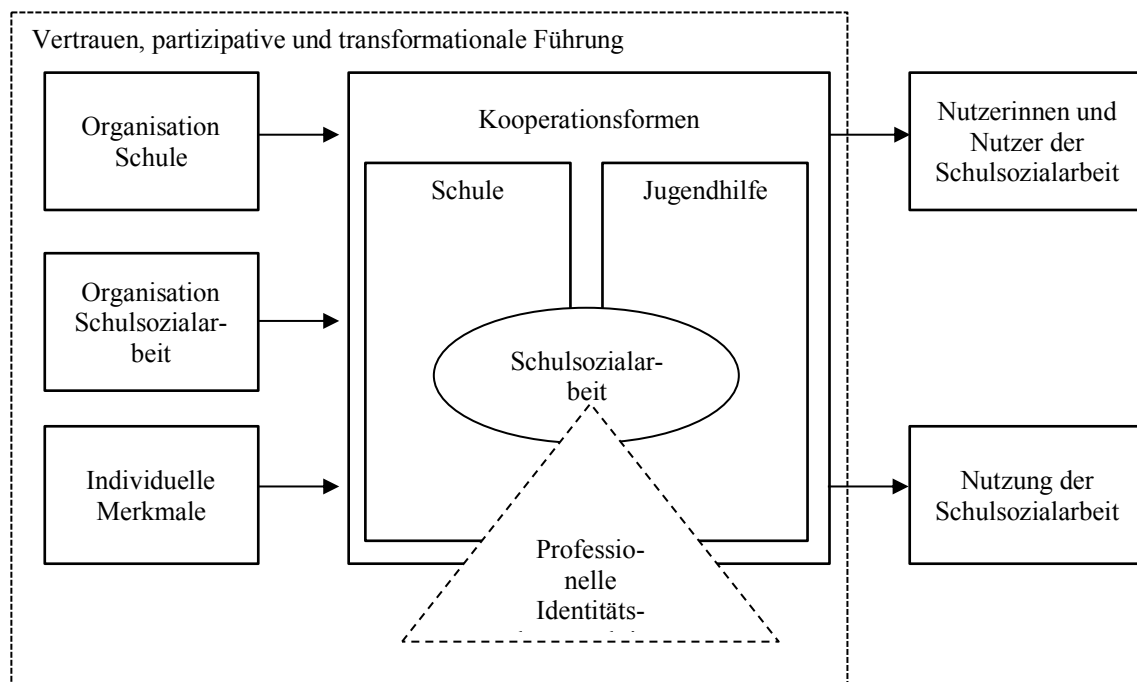 Vertrauen, partizipative und transformationale Führung
Organisation
Schule
Organisation
Schulsozialar-
beit
Individuelle
Merkmale
Kooperationsformen
Schule
Jugendhilfe
Schulsozialar-
beit
Professio-
nelle
Identitäts-
Nutzerinnen und
Nutzer der
Schulsozialarbeit
Nutzung der
Schulsozialarbeit